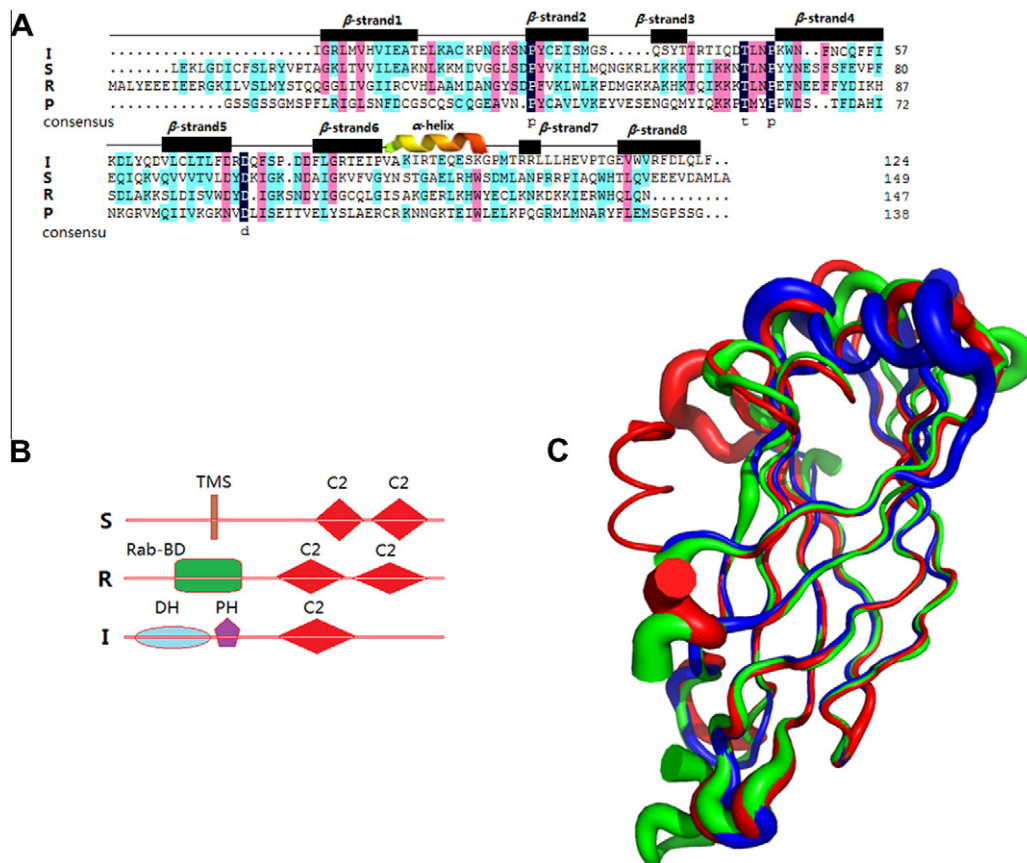 A
β-strand1 β-strand2 β-strand3 β-strand4
I ..................IGRLMVHVIEATELKACKPNGKSNPYCEISMGS.....QSYTTRTIQDTLNPKWN..FNCQFFI 57
S ......LEKLGDICFSLRYVPTAGKLTVVILEAKNLKKMDVGGLSDPYVKIHLMQNGKRLKKKKTTIKKNTLNPYYNESFSFEVPF 80
R MALYEEEIEERGKILVSLMYSTQQGGLIVGIIRCVHLAAMDANGYSDPFVKLWLKPDMGKKAKHKTQIKKKTLNPEFNEEFFYDIKH 82
P ........GSSGSSGMSPFLRIGLSNFDCGSCQSCQGEAVN.PYCAVLVKEYVESENGQMYIQKKPTMYPPWDS.TFDAHI 72
consensus p t p
β-strand5 β-strand6 α-helix β-strand7 β-strand8
I KDLYQDVLCLTLFDRDQFSP.DDFLGRTEIPVAKIRTEQESKGPMTRRLLLHEVPTGEVWVRFDLQLF.. 124
S EQIQKVQVVVTVLDYDKIGK.NDAIGKVFVGYNSTGAELRHWSDMLANPRRPIAQWHTLQVEEEVDAMLA 149
R SDLAKKSLDISVWDYDIGKSNDYIGGCQLGISAKGERLKHWYECLKNKDKKIERWHQLQN.......... 147
P NKGRVMQIIVKGKNVDLISETTVELYSLAERCRKNNGKTEIWLELKPQGRMLMNARYFLEMSGPSSG.. 138
consensu d
B
TMS C2 C2
S
Rab-BD C2 C2
R
DH PH C2
I
C